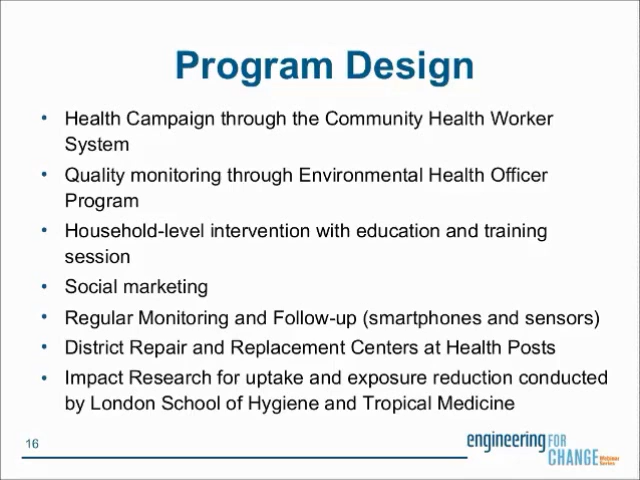 Program Design
• Health Campaign through the Community Health Worker
System
• Quality monitoring through Environmental Health Officer
Program
• Household-level intervention with education and training
session
• Social marketing
• Regular Monitoring and Follow-up (smartphones and sensors)
• District Repair and Replacement Centers at Health Posts
• Impact Research for uptake and exposure reduction conducted
by London School of Hygiene and Tropical Medicine
16
engineering FOR
CHANGE Webinar
Series